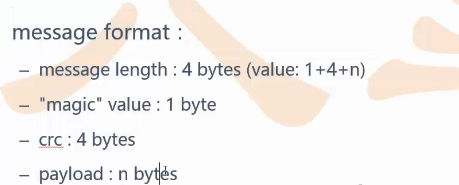 message format :
– message length : 4 bytes (value: 1+4+n)
– "magic" value : 1 byte
– crc : 4 bytes
– payload : n bytes